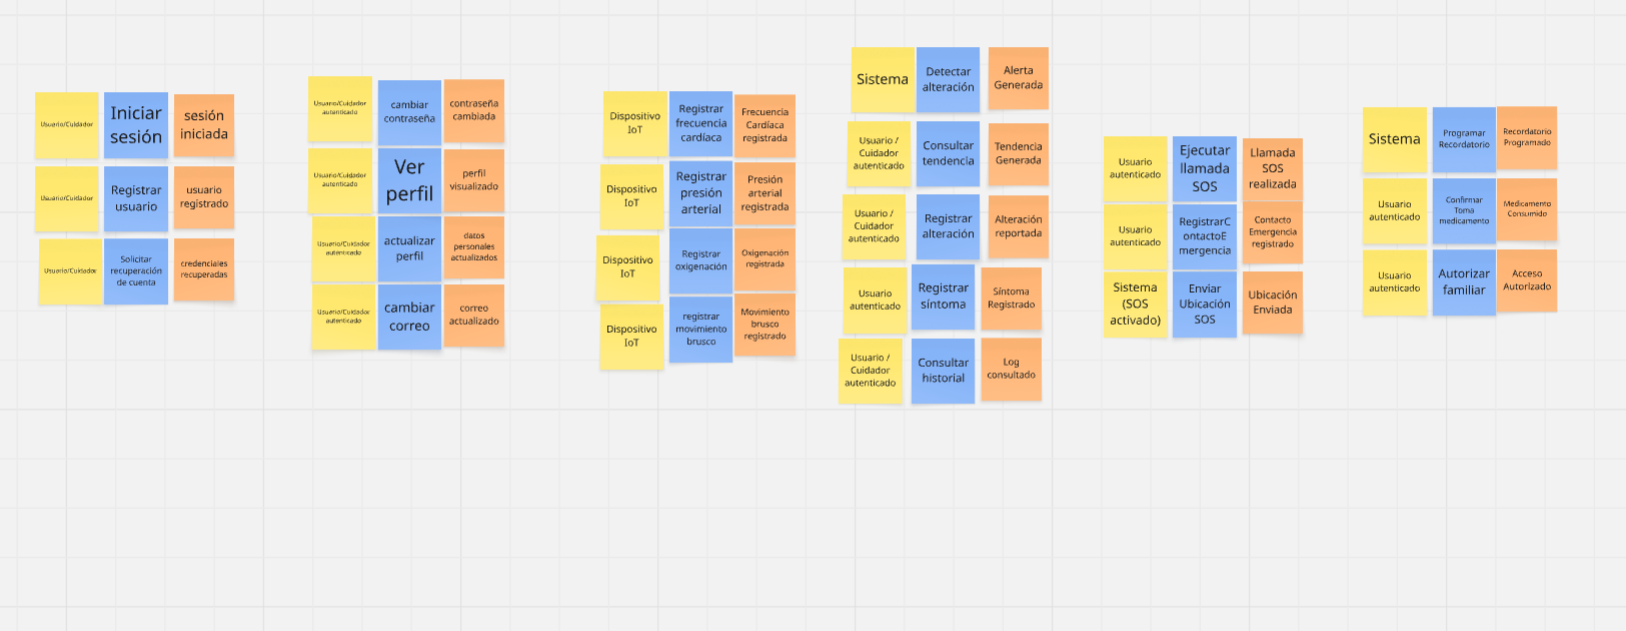 Usuario/Cuidador
Iniciar
sesión
sesión
iniciada
Usuario/Cuidador
Registrar
usuario
usuario
registrado
Usuario/Cuidador
Solicitar
recuperación
de cuenta
credenciales
recuperadas
Usuario/Cuidador
autenticado
cambiar
contraseña
contraseña
cambiada
Usuario/Cuidador
autenticado
Ver
perfil
perfil
visualizado
Usuario/Cuidador
autenticado
actualizar
perfil
datos
personales
actualizados
Usuario/Cuidador
autenticado
cambiar
correo
correo
actualizado
Dispositivo
IoT
Registrar
frecuencia
cardíaca
Frecuencia
Cardíaca
registrada
Dispositivo
IoT
Registrar
presión
arterial
Presión
arterial
registrada
Dispositivo
IoT
Registrar
oxigenación
Oxigenación
registrada
Dispositivo
IoT
registrar
movimiento
brusco
Movimiento
brusco
registrado
Sistema
Detectar
alteración
Alerta
Generada
Usuario /
Cuidador
autenticado
Consultar
tendencia
Tendencia
Generada
Usuario /
Cuidador
autenticado
Registrar
alteración
Alteración
reportada
Usuario
autenticado
Registrar
síntoma
Síntoma
Registrado
Usuario /
Cuidador
autenticado
Consultar
historial
Log
consultado
Usuario
autenticado
Ejecutar
llamada
SOS
Llamada
SOS
realizada
Usuario
autenticado
RegistrarC
ontactoE
mergencia
Contacto
Emergencia
registrado
Sistema
(SOS
activado)
Enviar
Ubicación
SOS
Ubicación
Enviada
Sistema
Programar
Recordatorio
Recordatorio
Programado
Usuario
autenticado
Confirmar
Toma
medicamento
Medicamento
Consumido
Usuario
autenticado
Autorizar
familiar
Acceso
Autorizado